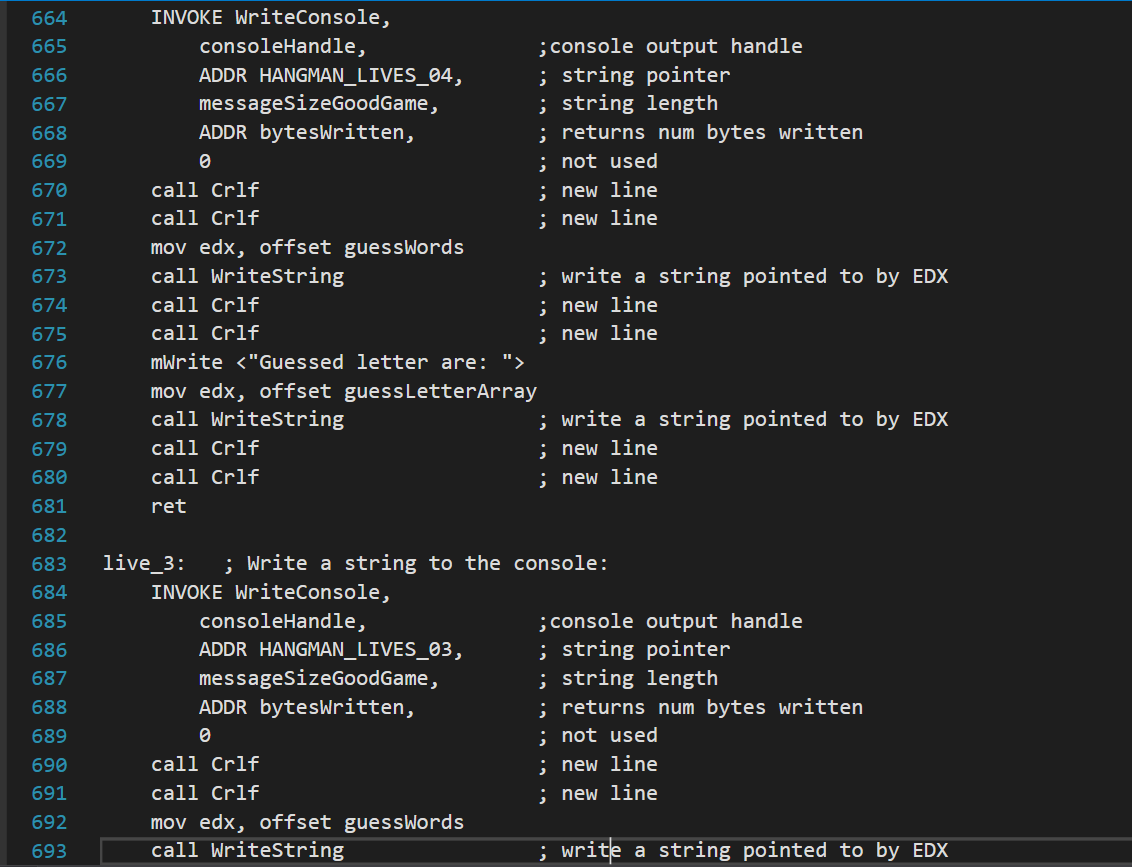 664 INVOKE WriteConsole,
665 consoleHandle, ;console output handle
666 ADDR HANGMAN_LIVES_04, ; string pointer
667 messageSizeGoodGame, ; string length
668 ADDR bytesWritten, ; returns num bytes written
669 0 ; not used
670 call Crlf ; new line
671 call Crlf ; new line
672 mov edx, offset guessWords
673 call WriteString ; write a string pointed to by EDX
674 call Crlf ; new line
675 call Crlf ; new line
676 mWrite <"Guessed letter are: ">
677 mov edx, offset guessLetterArray
678 call WriteString ; write a string pointed to by EDX
679 call Crlf ; new line
680 call Crlf ; new line
681 ret
682
683 live_3: ; Write a string to the console:
684 INVOKE WriteConsole,
685 consoleHandle, ;console output handle
686 ADDR HANGMAN_LIVES_03, ; string pointer
687 messageSizeGoodGame, ; string length
688 ADDR bytesWritten, ; returns num bytes written
689 0 ; not used
690 call Crlf ; new line
691 call Crlf ; new line
692 mov edx, offset guessWords
693 call WriteString ; write a string pointed to by EDX